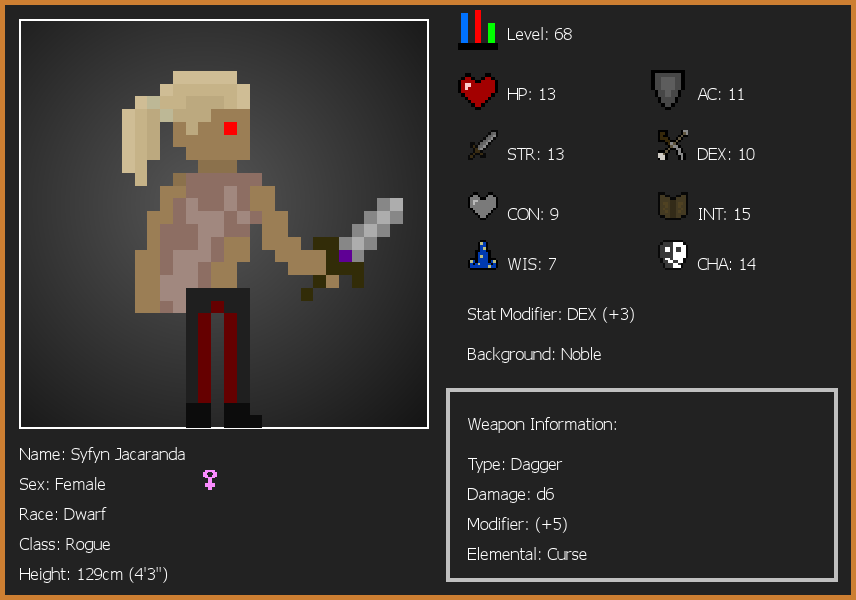 Level: 68
HP: 13
AC: 11
STR: 13
DEX: 10
CON: 9
INT: 15
WIS: 7
CHA: 14
Stat Modifier: DEX (+3)
Background: Noble
Weapon Information:
Type: Dagger
Damage: d6
Modifier: (+5)
Elemental: Curse
Name: Syfyn Jacaranda
Sex: Female
Race: Dwarf
Class: Rogue
Height: 129cm (4'3")